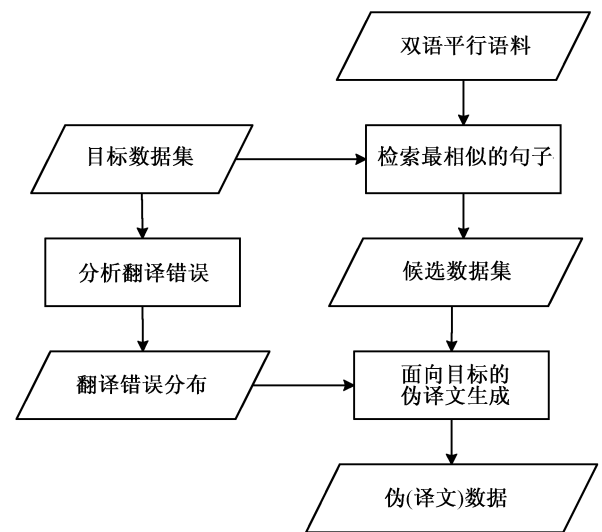 双语平行语料
目标数据集
检索最相似的句子
分析翻译错误
候选数据集
翻译错误分布
面向目标的
伪译文生成
伪(译文)数据